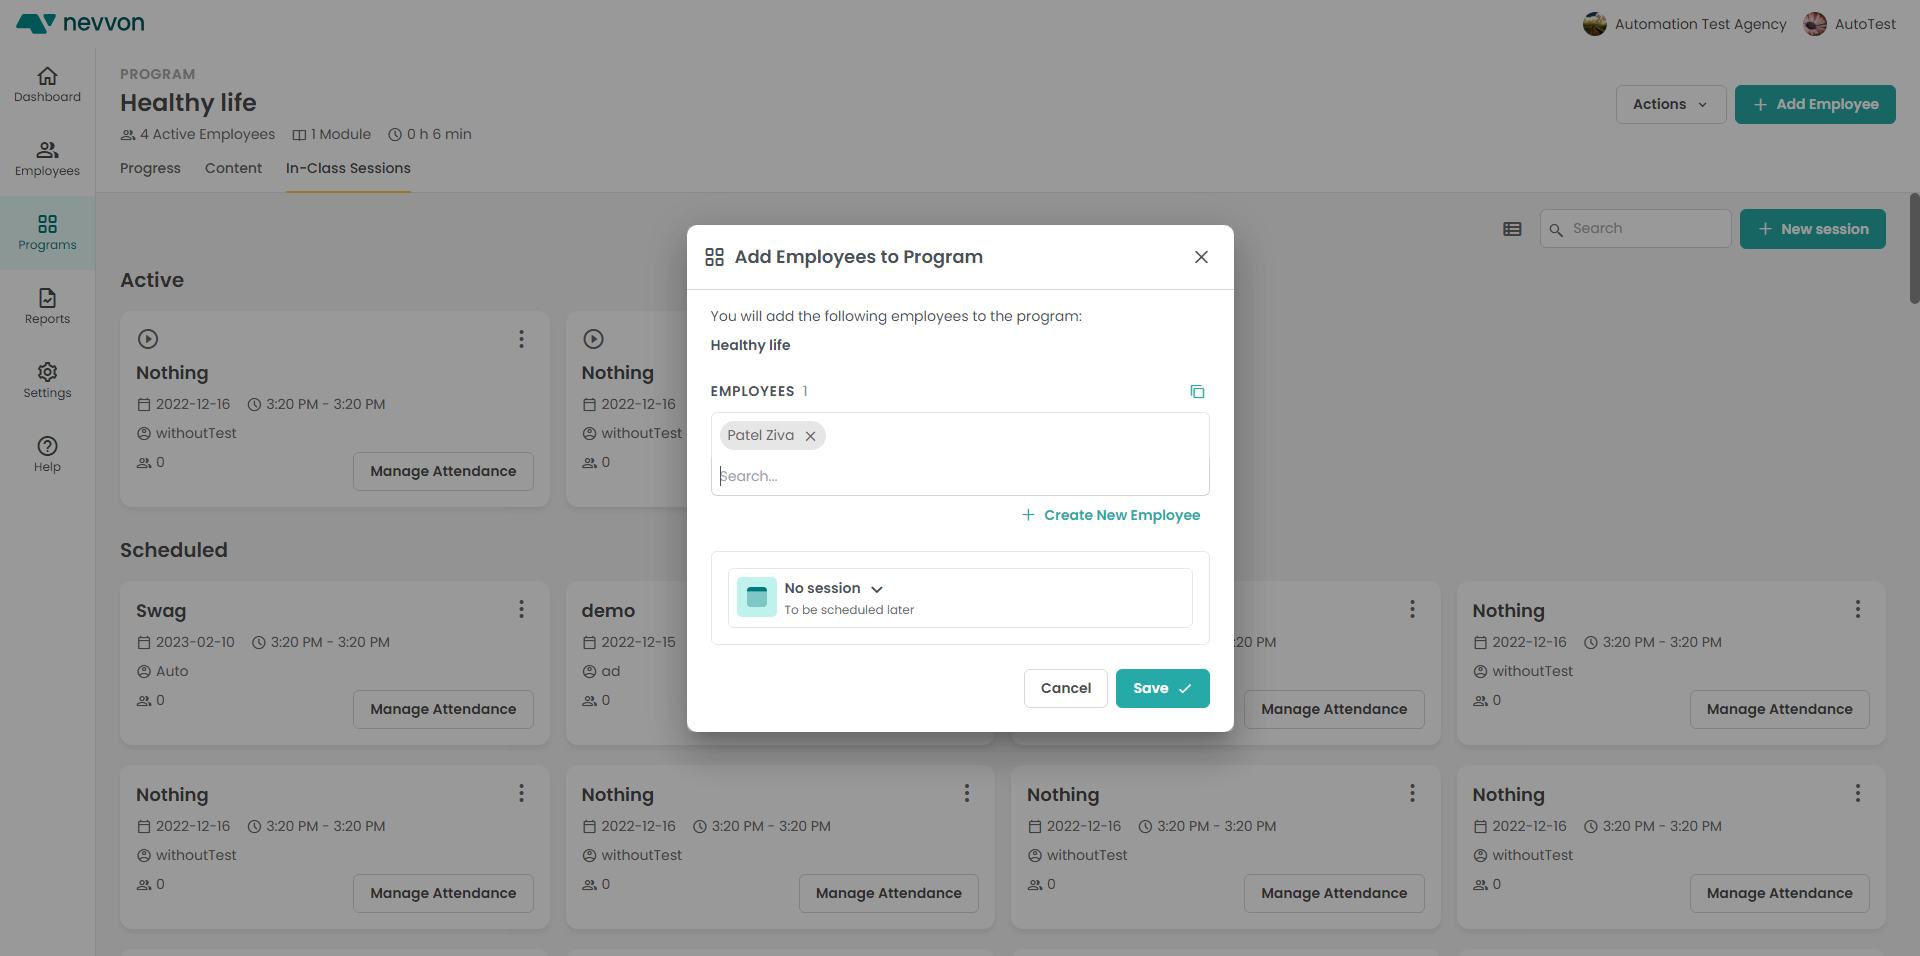 nevvon
Automation Test Agency
AutoTest
Dashboard
Employees
Programs
Reports
Settings
Help
PROGRAM
Healthy life
4 Active Employees 1 Module 0 h 6 min
Actions
Add Employee
Progress Content In-Class Sessions
Search
New session
Active
Nothing
2022-12-16 3:20 PM - 3:20 PM
withoutTest
0
Manage Attendance
Nothing
2022-12-16
withoutTest
0
Scheduled
Swag
2023-02-10 3:20 PM - 3:20 PM
Auto
0
Manage Attendance
demo
2022-12-15
ad
0
:20 PM
Manage Attendance
Nothing
2022-12-16 3:20 PM - 3:20 PM
withoutTest
0
Manage Attendance
Nothing
2022-12-16 3:20 PM - 3:20 PM
withoutTest
0
Manage Attendance
Nothing
2022-12-16 3:20 PM - 3:20 PM
withoutTest
0
Manage Attendance
Nothing
2022-12-16 3:20 PM - 3:20 PM
withoutTest
0
Manage Attendance
Nothing
2022-12-16 3:20 PM - 3:20 PM
withoutTest
0
Manage Attendance
Add Employees to Program
You will add the following employees to the program:
Healthy life
EMPLOYEES 1
Patel Ziva
Search...
Create New Employee
No session
To be scheduled later
Cancel
Save